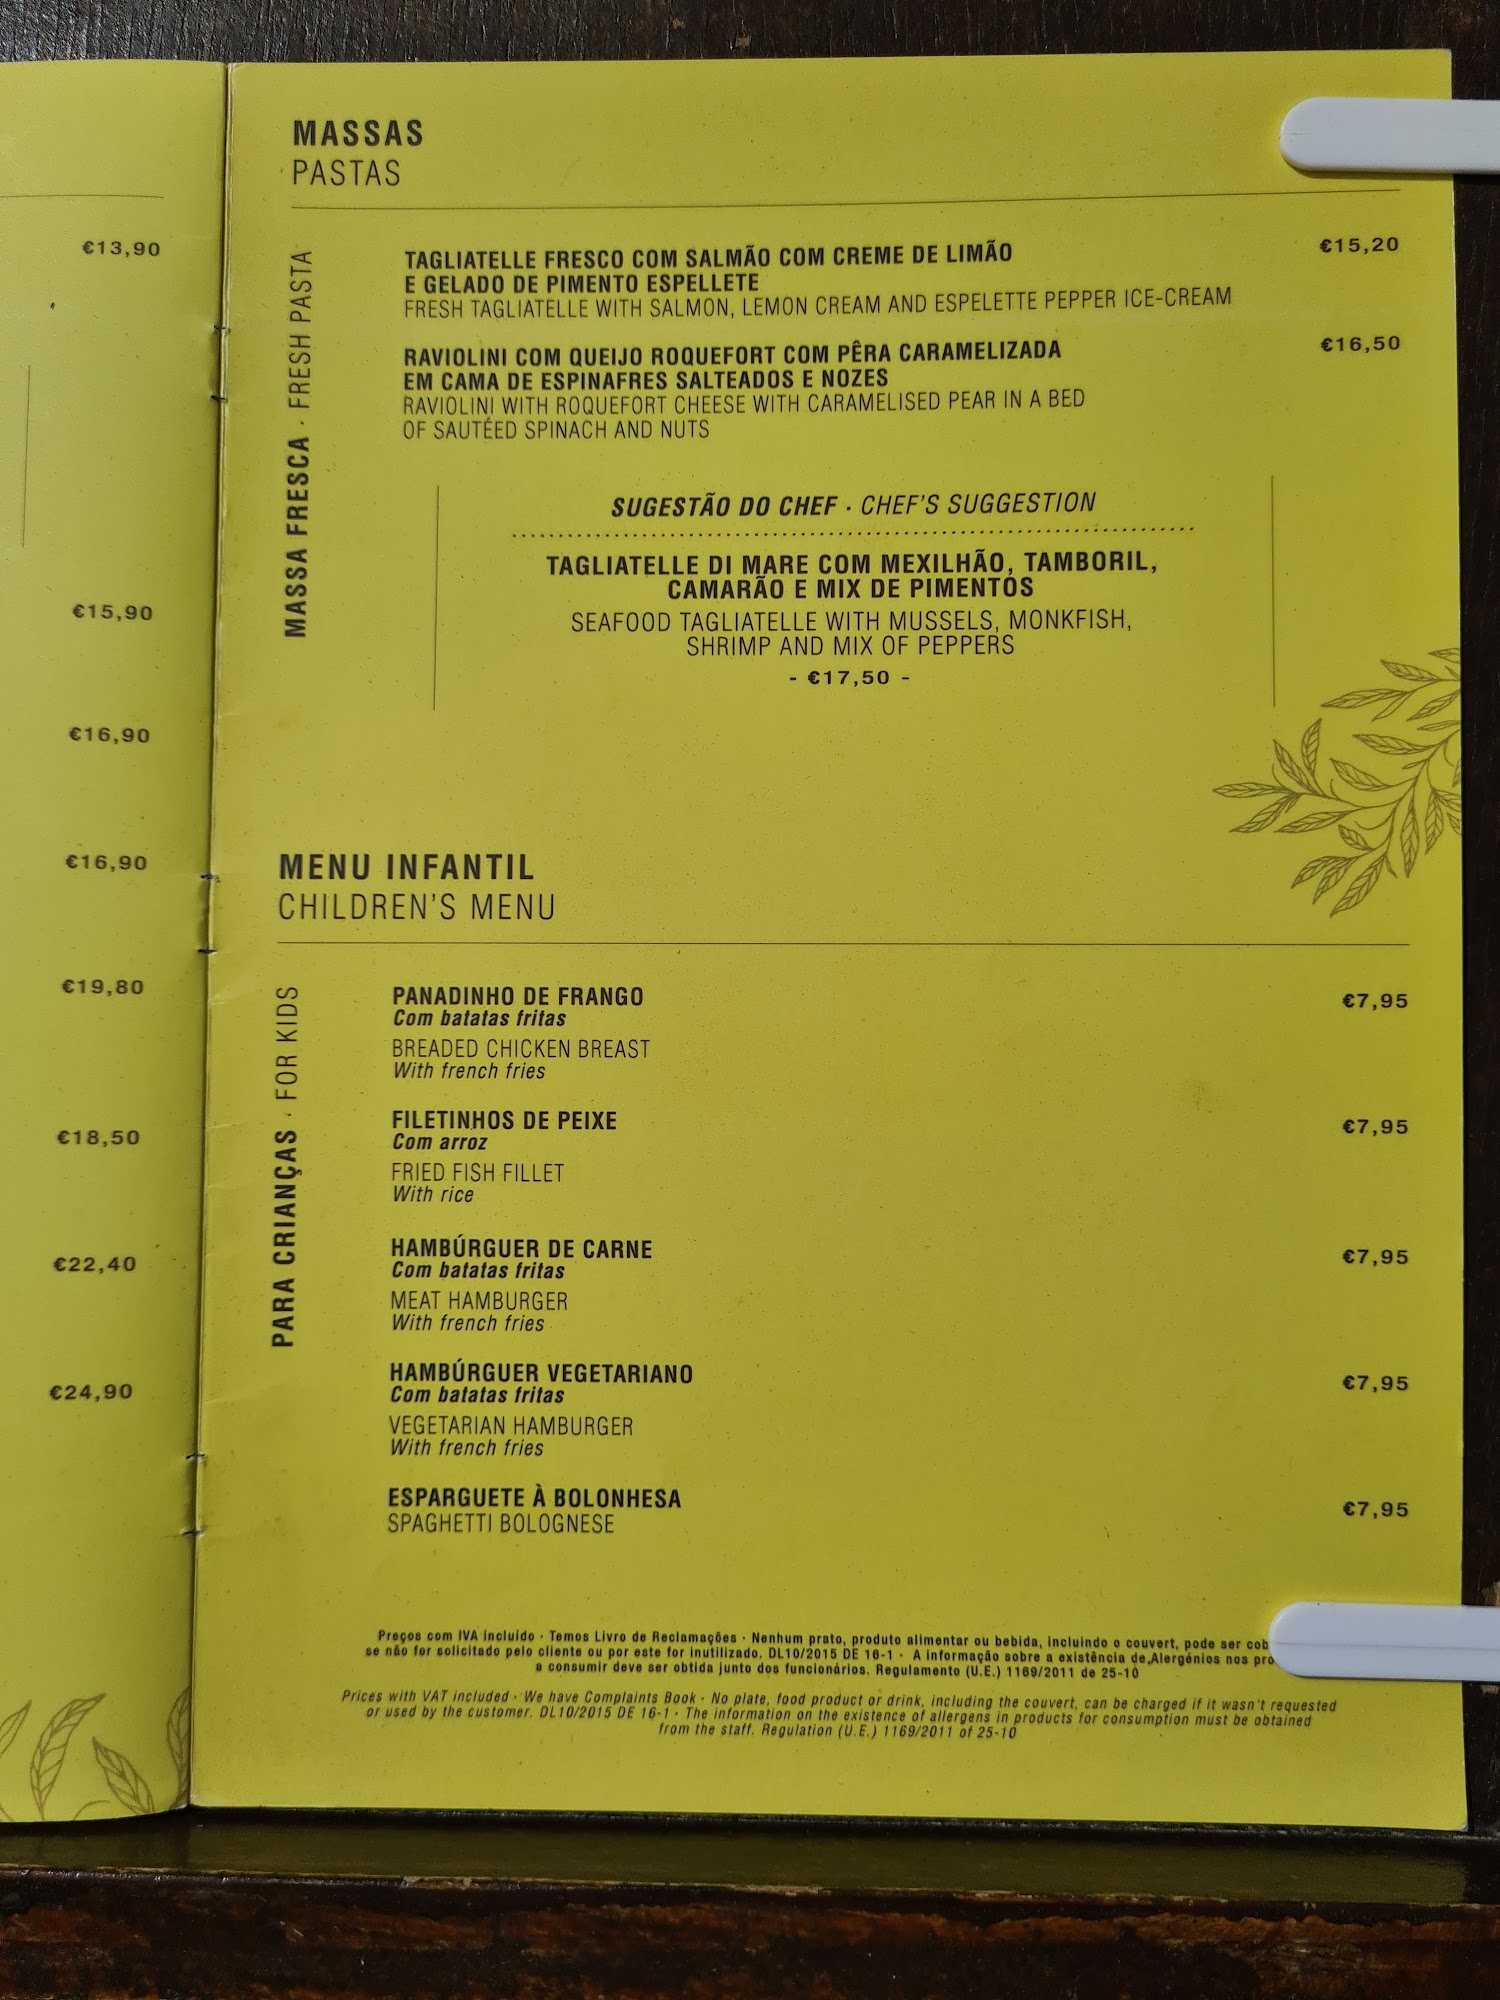 €13,90
€15,90
€16,90
€16,90
€19,80
€18,50
€22,40
€24,90
MASSAS
PASTAS
MASSA FRESCA · FRESH PASTA
TAGLIATELLE FRESCO COM SALMÃO COM CREME DE LIMÃO €15,20
E GELADO DE PIMENTO ESPELLETE
FRESH TAGLIATELLE WITH SALMON, LEMON CREAM AND ESPELETTE PEPPER ICE-CREAM
RAVIOLINI COM QUEIJO ROQUEFORT COM PÊRA CARAMELIZADA €16,50
EM CAMA DE ESPINAFRES SALTEADOS E NOZES
RAVIOLINI WITH ROQUEFORT CHEESE WITH CARAMELISED PEAR IN A BED
OF SAUTÉED SPINACH AND NUTS
SUGESTÃO DO CHEF · CHEF'S SUGGESTION
TAGLIATELLE DI MARE COM MEXILHÃO, TAMBORIL,
CAMARÃO E MIX DE PIMENTOS
SEAFOOD TAGLIATELLE WITH MUSSELS, MONKFISH,
SHRIMP AND MIX OF PEPPERS
- €17,50 -
MENU INFANTIL
CHILDREN'S MENU
PARA CRIANÇAS · FOR KIDS
PANADINHO DE FRANGO €7,95
Com batatas fritas
BREADED CHICKEN BREAST
With french fries
FILETINHOS DE PEIXE €7,95
Com arroz
FRIED FISH FILLET
With rice
HAMBÚRGUER DE CARNE €7,95
Com batatas fritas
MEAT HAMBURGER
With french fries
HAMBÚRGUER VEGETARIANO €7,95
Com batatas fritas
VEGETARIAN HAMBURGER
With french fries
ESPARGUETE À BOLONHESA €7,95
SPAGHETTI BOLOGNESE
Preços com IVA incluído · Temos Livro de Reclamações · Nenhum prato, produto alimentar ou bebida, incluindo o couvert, pode ser
se não for solicitado pelo cliente ou por este for inutilizado. DL10/2015 DE 16-1 · A informação sobre a existência de Alergénios nos
a consumir deve ser obtida junto dos funcionários. Regulamento (U.E.) 1169/2011 de 25-10
Prices with VAT included · We have Complaints Book · No plate, food product or drink, including the couvert, can be charged if it wasn't requested
or used by the customer. DL10/2015 DE 16-1 · The information on the existence of allergens in products for consumption must be obtained
from the staff. Regulation (U.E.) 1169/2011 of 25-10